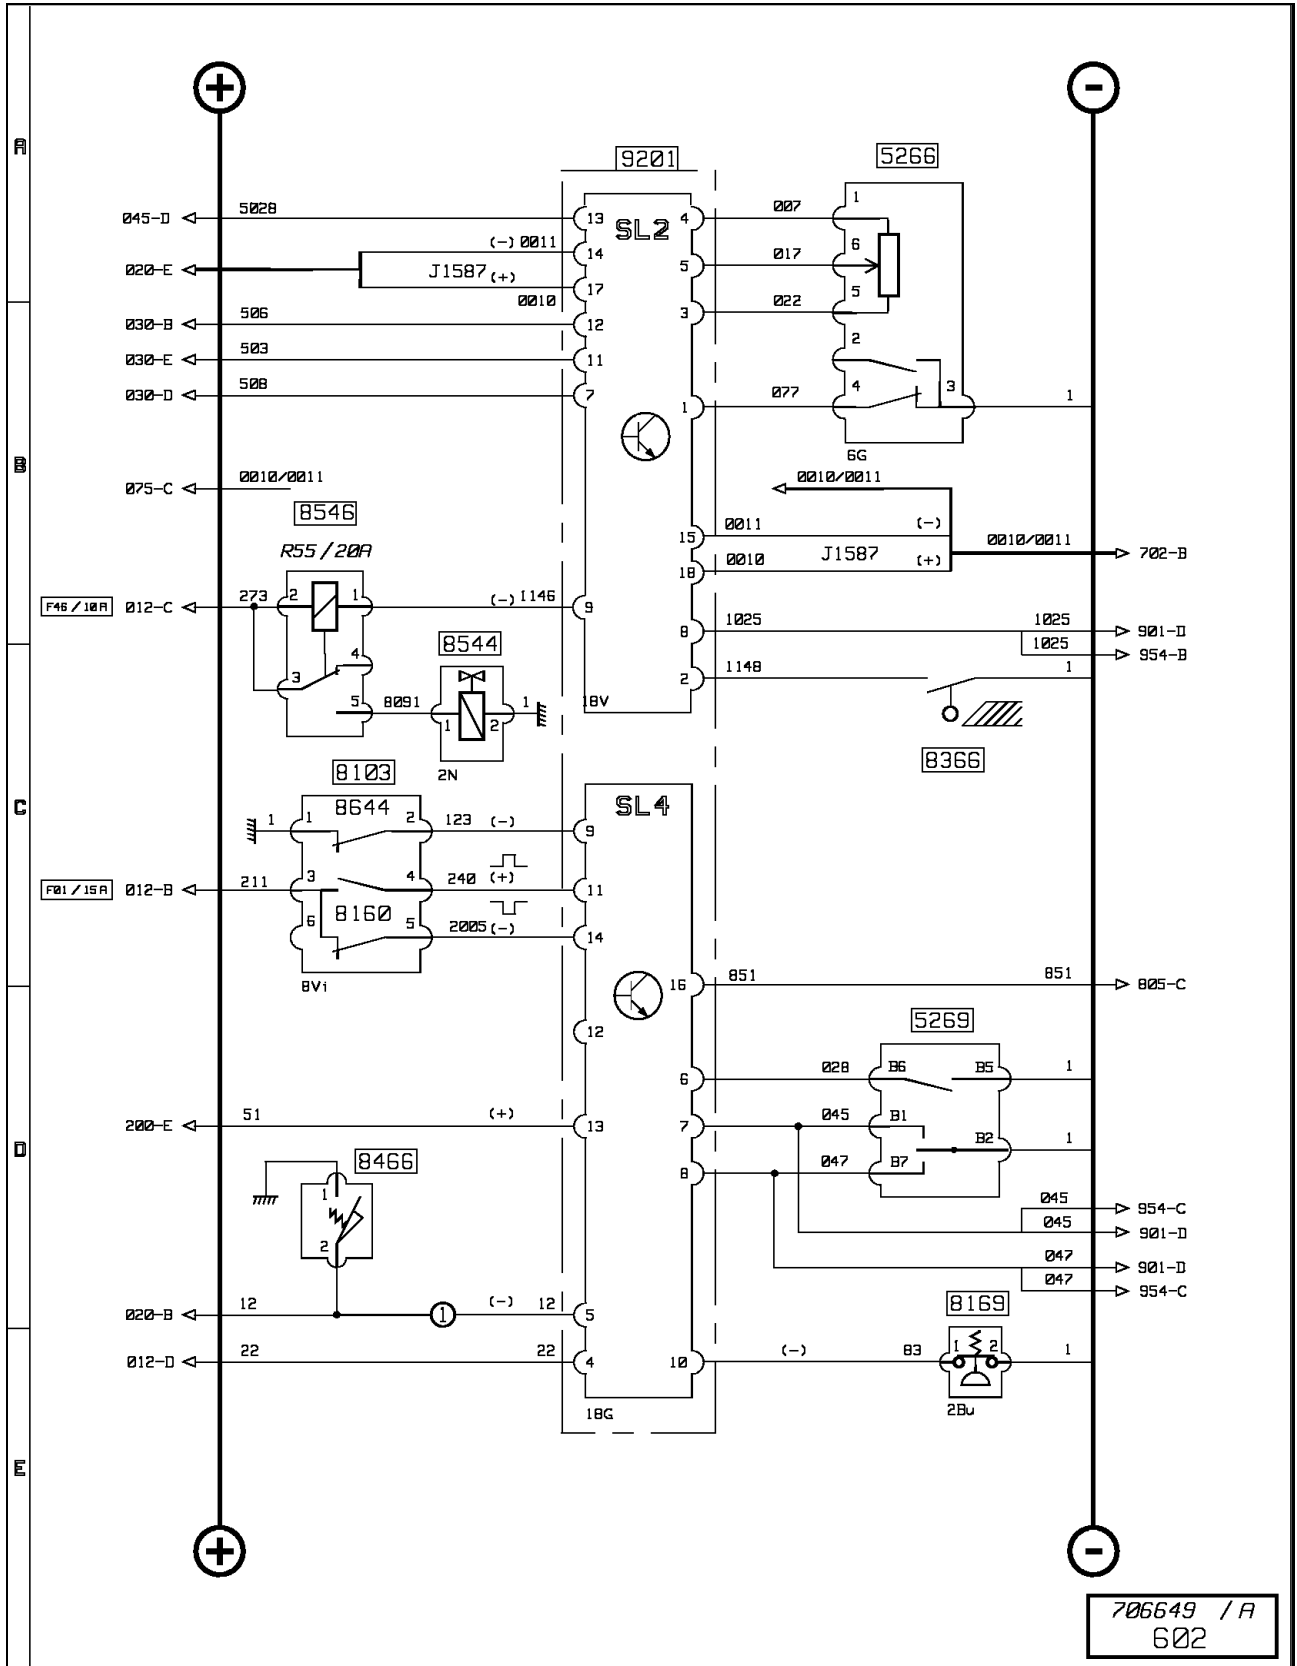 + -
A
9201 5266
045-D 5028 13 SL2 4 007 1
(-) 0011 14
020-E J1587 (+) 5 017 6
0010 17
030-B 506 12 3 022 5
030-E 503 11 2
030-D 508 7 1 077 4 3 1
B
6G
075-C 0010/0011 0010/0011
8546
R55/20A
15 0011 (-) 0010/0011 702-B
J1587
18 0010 (+)
F46/10A 012-C 273 2 1 (-) 1146 9
8 1025 1025 901-D
1025 954-B
8544
3 4 2 1148 1
5 8091 1 2 1 18V
8366
8103 2N
C
SL4
1 1 8644 2 123 (-) 9
F01/15A 012-B 211 3 4 240 (+) 11
6 8160 5 2005 (-) 14
8Vi
16 851 851 805-C
12
5269
6 028 B6 B5 1
D
200-E 51 (+) 13 7 045 B1
B2 1
8 047 B7
8466
1
2
045 954-C
045 901-D
047 901-D
047 954-C
020-B 12 1 (-) 12 5
8169
012-D 22 22 4 10 (-) 83 1 2 1
18G 2Bu
E
+ -
706649 /A
602